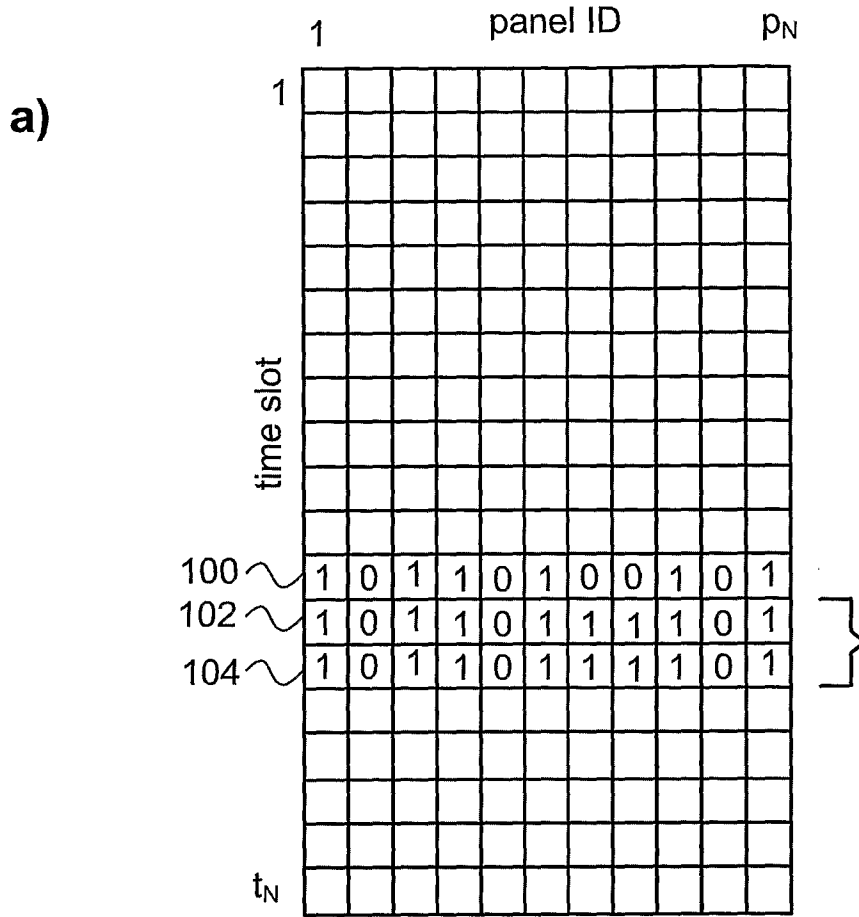 1 panel ID pN
a)
1
time slot
100 1 0 1 1 0 1 0 0 1 0 1
102 1 0 1 1 0 1 1 1 1 0 1
104 1 0 1 1 0 1 1 1 1 0 1
tN